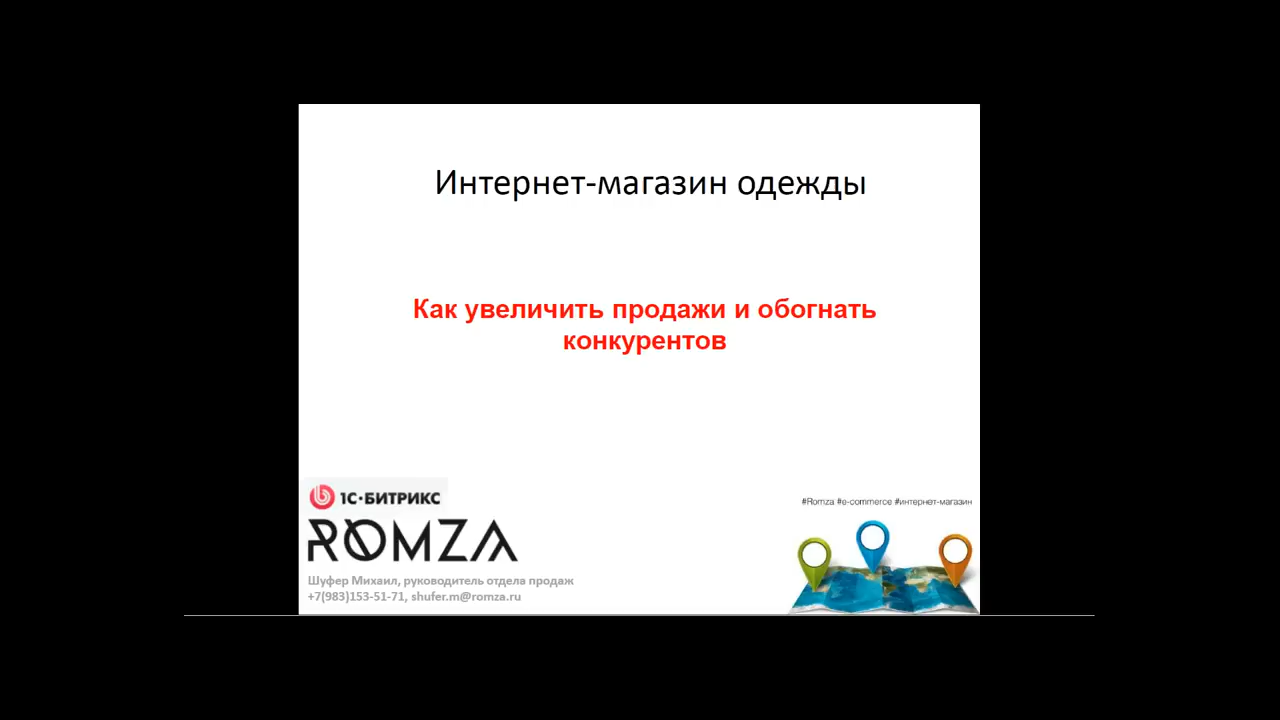 Интернет-магазин одежды
Как увеличить продажи и обогнать
конкурентов
1С·БИТРИКС
ROMZA
Шуфер Михаил, руководитель отдела продаж
+7(983)153-51-71, shufer.m@romza.ru
#Romza #e-commerce #интернет-магазин